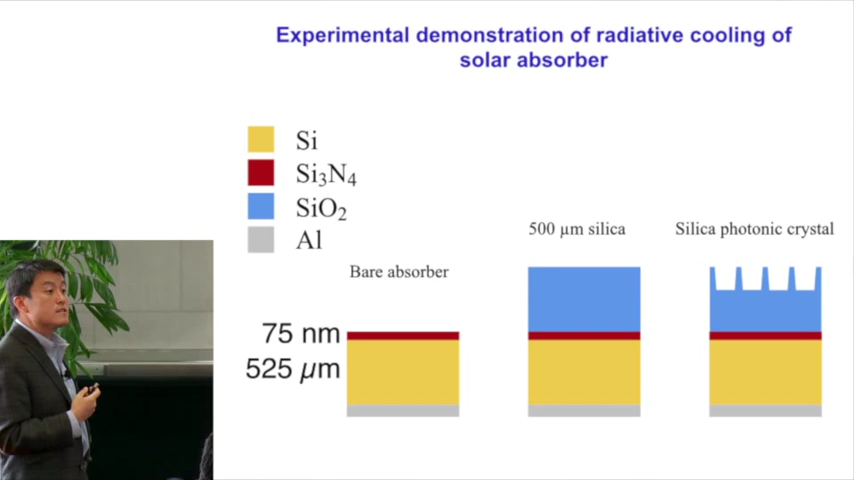 Experimental demonstration of radiative cooling of
solar absorber
Si
Si₃N₄
SiO₂
Al
500 µm silica
Silica photonic crystal
Bare absorber
75 nm
525 µm